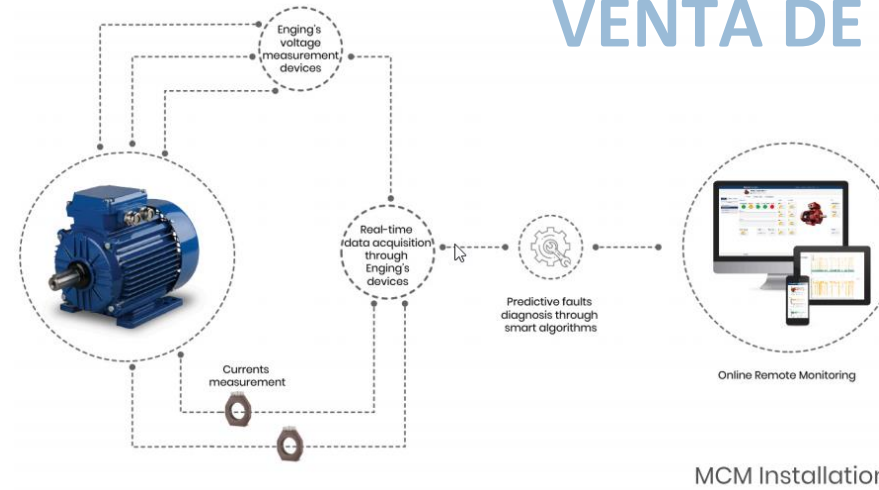 VENTA DE
Enging's
voltage
measurement
devices
Real-time
data acquisition
through
Enging's
devices
Predictive faults
diagnosis through
smart algorithms
Currents
measurement
Online Remote Monitoring
MCM Installation